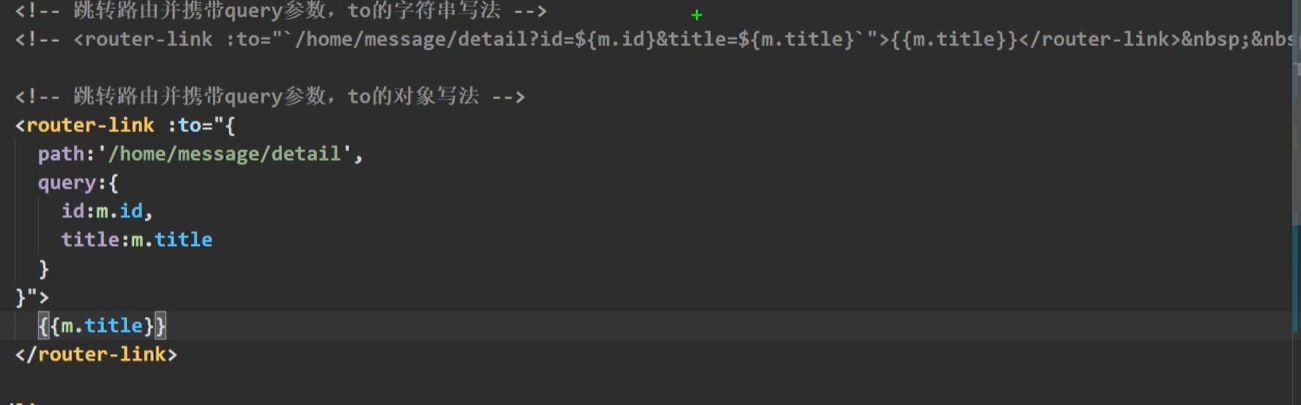 <!-- 跳转路由并携带query参数，to的字符串写法 -->
<!-- <router-link :to="`/home/message/detail?id=${m.id}&title=${m.title}`">{{m.title}}</router-link>&nbsp;&nbs
<!-- 跳转路由并携带query参数，to的对象写法 -->
<router-link :to="{
path:'/home/message/detail',
query:{
id:m.id,
title:m.title
}
}">
{{m.title}}
</router-link>